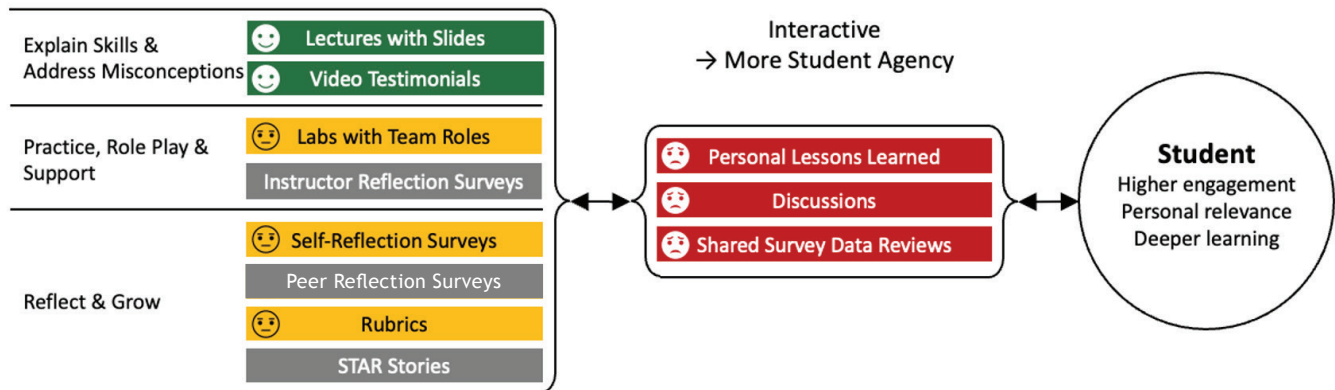 Explain Skills &
Address Misconceptions
Lectures with Slides
Video Testimonials
Practice, Role Play &
Support
Labs with Team Roles
Instructor Reflection Surveys
Reflect & Grow
Self-Reflection Surveys
Peer Reflection Surveys
Rubrics
STAR Stories
Interactive
→ More Student Agency
Personal Lessons Learned
Discussions
Shared Survey Data Reviews
Student
Higher engagement
Personal relevance
Deeper learning